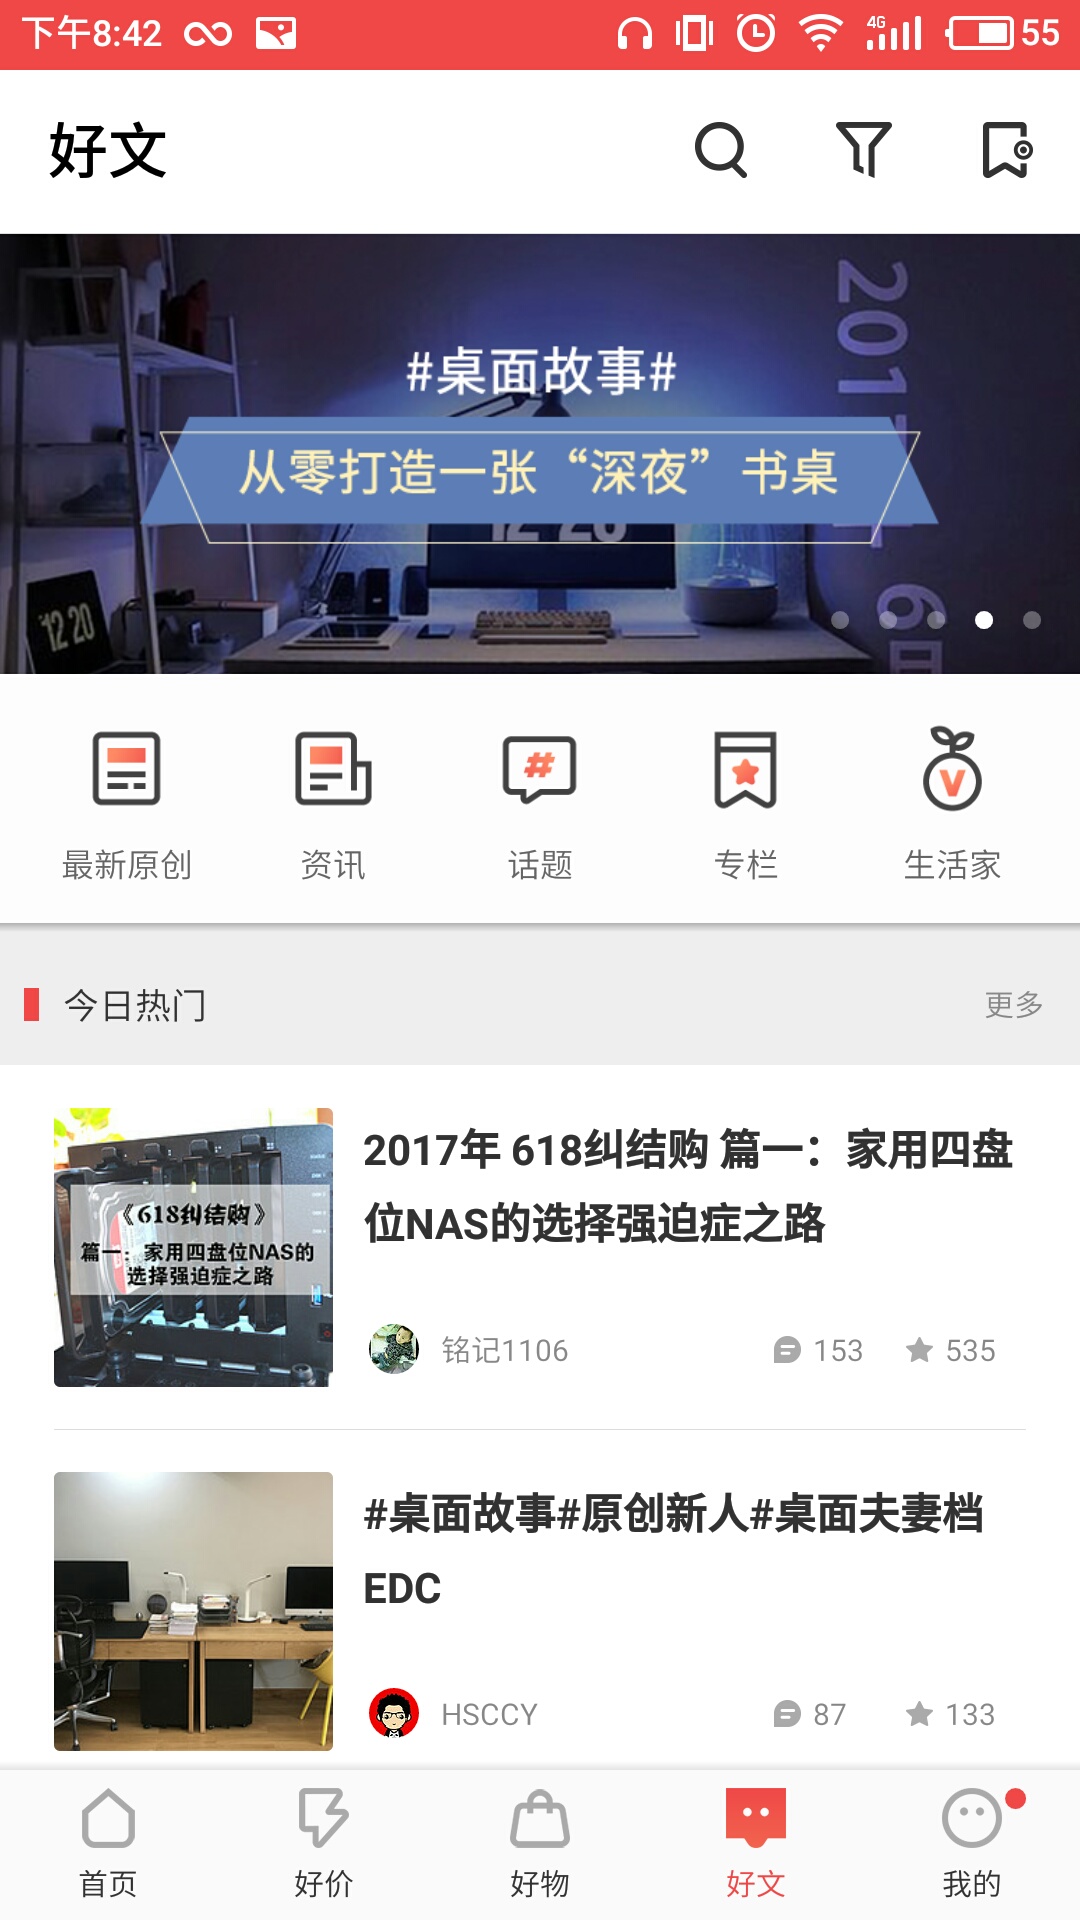 下午8:42
4G
55
好文
#桌面故事#
从零打造一张“深夜”书桌
12 20
12 20
最新原创
资讯
话题
专栏
生活家
今日热门
更多
2017年 618纠结购 篇一：家用四盘
位NAS的选择强迫症之路
《618纠结购》
篇一：家用四盘位NAS的
选择强迫症之路
铭记1106
153
535
#桌面故事#原创新人#桌面夫妻档
EDC
HSCCY
87
133
首页
好价
好物
好文
我的